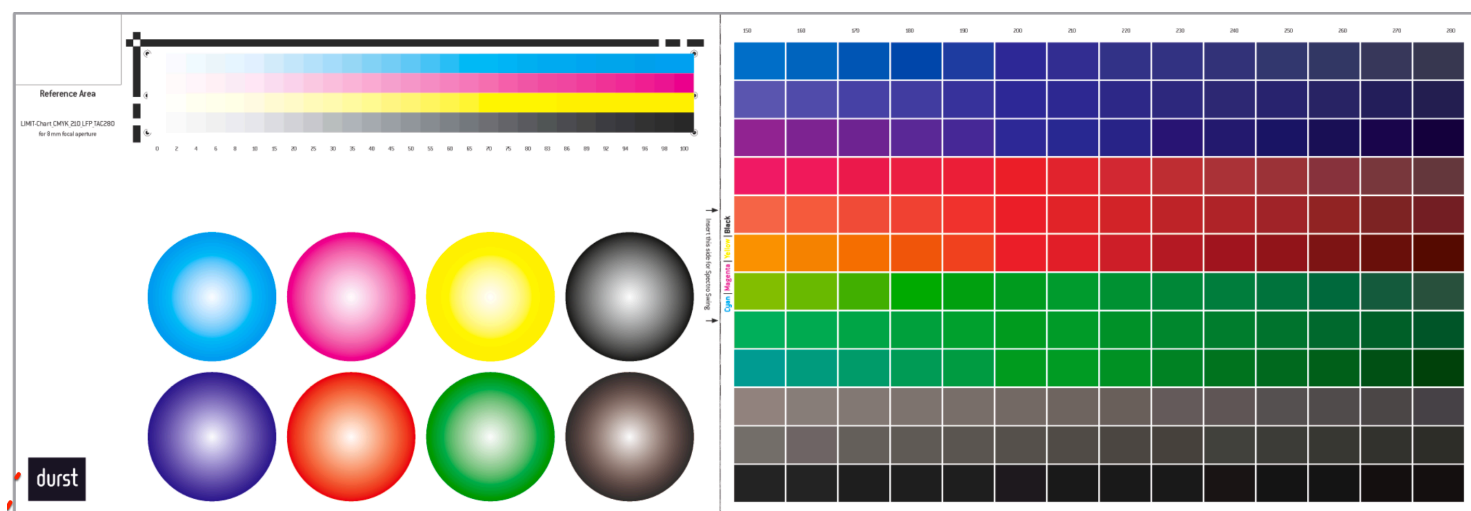 Reference Area
LIMIT-Chart CMYK 210 LFP TAC280
for 8 mm focal aperture
0 2 4 6 8 10 15 20 25 30 35 40 45 50 55 60 65 70 75 80 83 86 89 92 94 96 98 100
Insert this side for Spectro Swing
Cyan | Magenta | Yellow | Black
150 160 170 180 190 200 210 220 230 240 250 260 270 280
durst